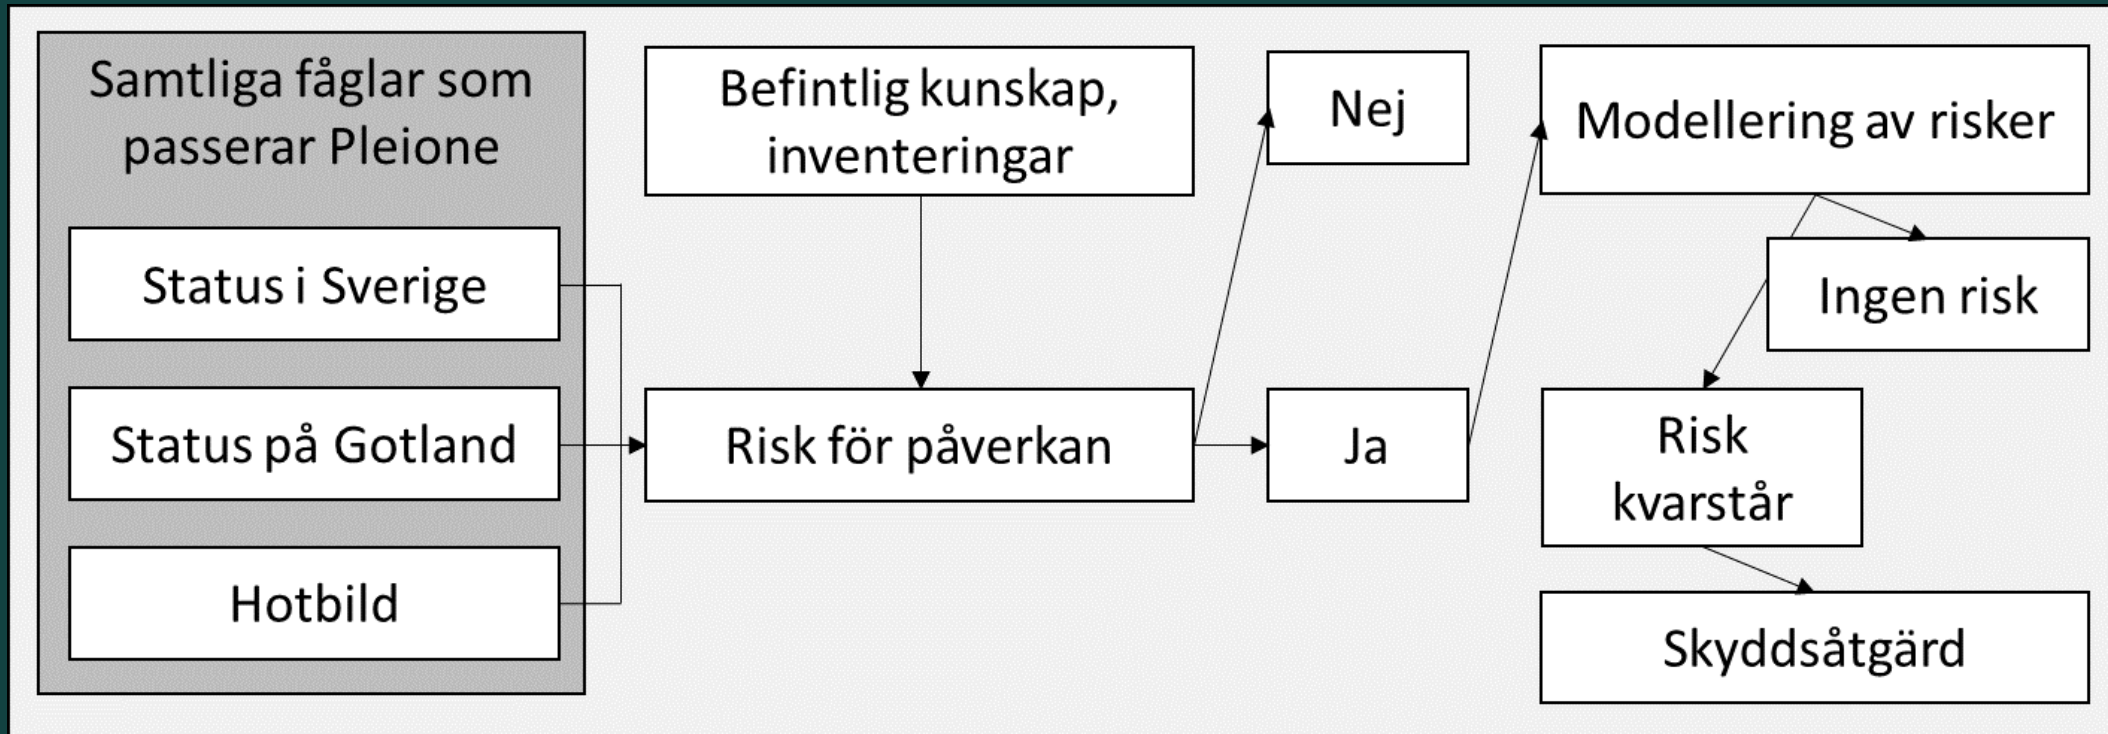 Samtliga fåglar som
passerar Pleione
Status i Sverige
Status på Gotland
Hotbild
Befintlig kunskap,
inventeringar
Risk för påverkan
Nej
Ja
Modellering av risker
Ingen risk
Risk
kvarstår
Skyddsåtgärd